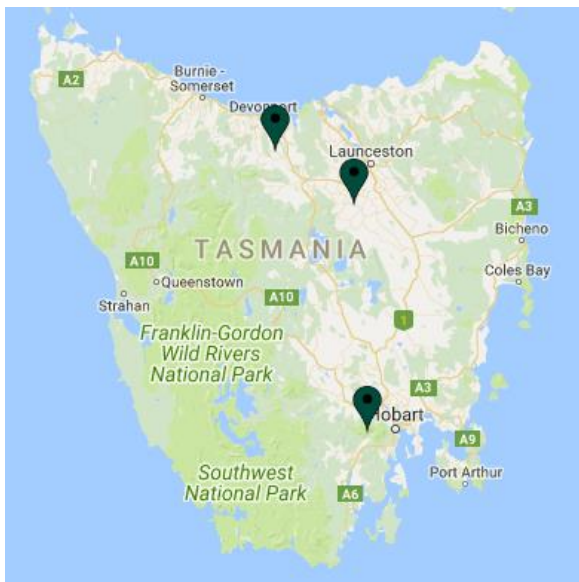 A2
Burnie -
Somerset
Devonport
Launceston
A3
TASMANIA
Bicheno
A10
Queenstown
Coles Bay
A10
Strahan
1
Franklin-Gordon
Wild Rivers
National Park
A3
Hobart
A9
Southwest
National Park
Port Arthur
A6